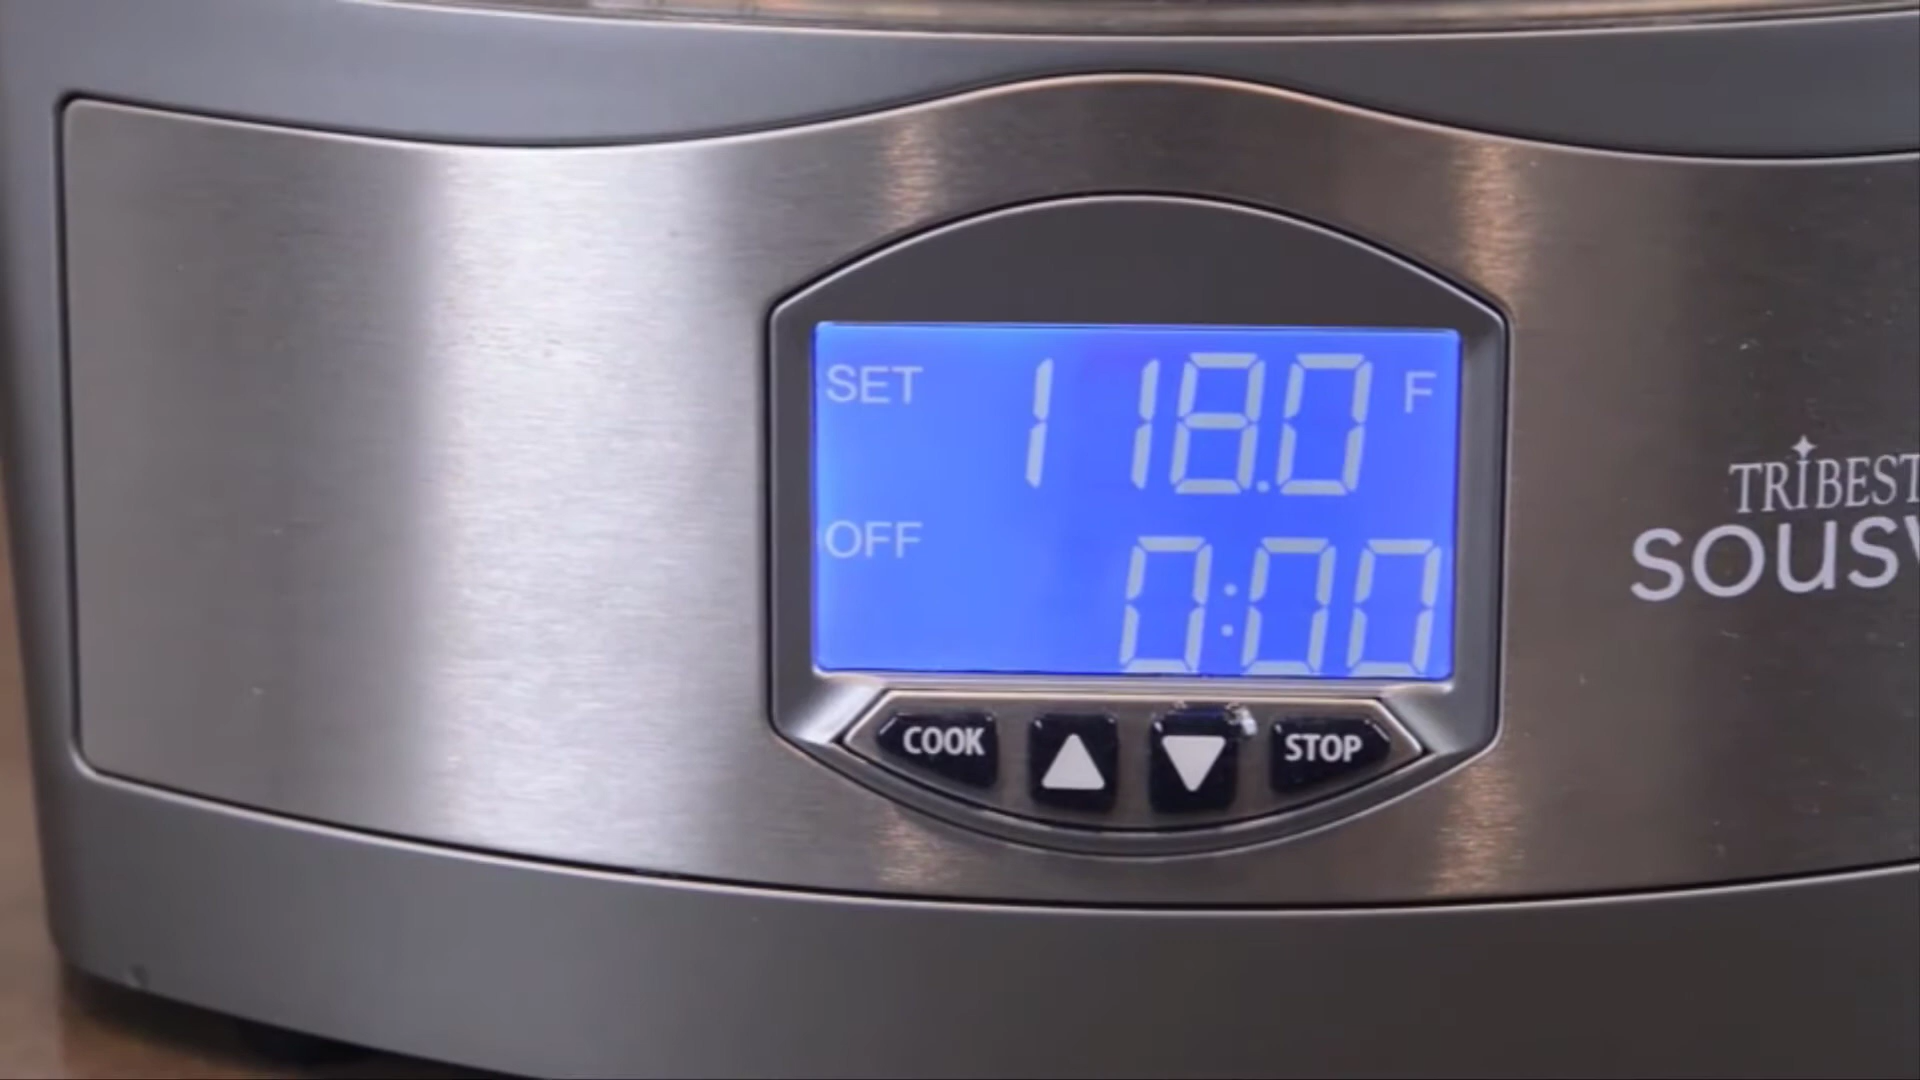 SET 118.0 F
OFF 0:00
COOK STOP
TRIBEST
SOUSV